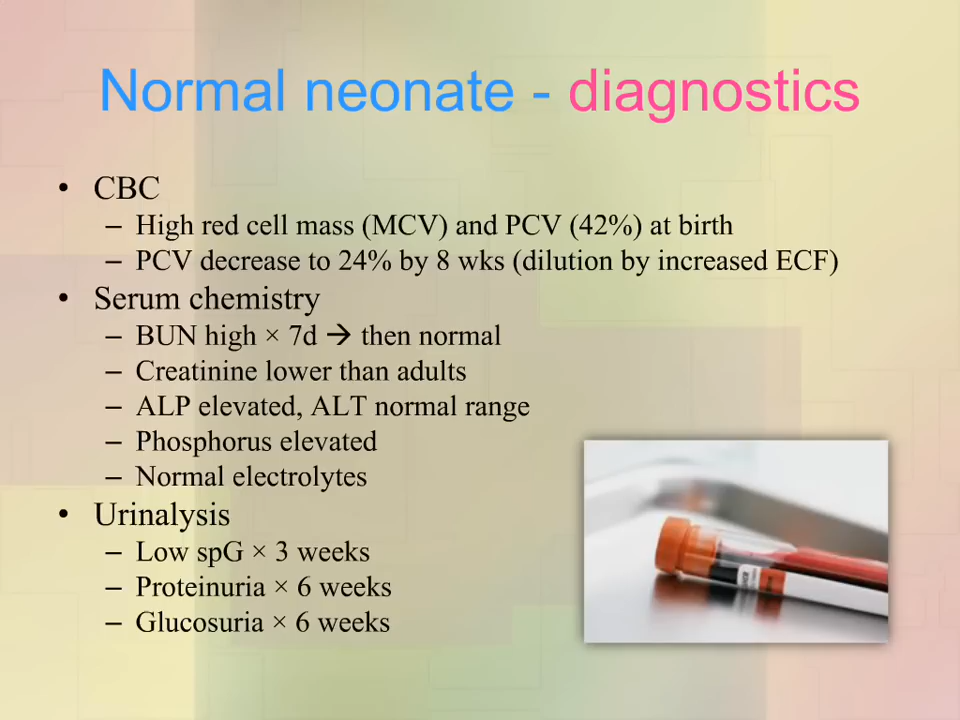 Normal neonate - diagnostics
• CBC
– High red cell mass (MCV) and PCV (42%) at birth
– PCV decrease to 24% by 8 wks (dilution by increased ECF)
• Serum chemistry
– BUN high × 7d → then normal
– Creatinine lower than adults
– ALP elevated, ALT normal range
– Phosphorus elevated
– Normal electrolytes
• Urinalysis
– Low spG × 3 weeks
– Proteinuria × 6 weeks
– Glucosuria × 6 weeks